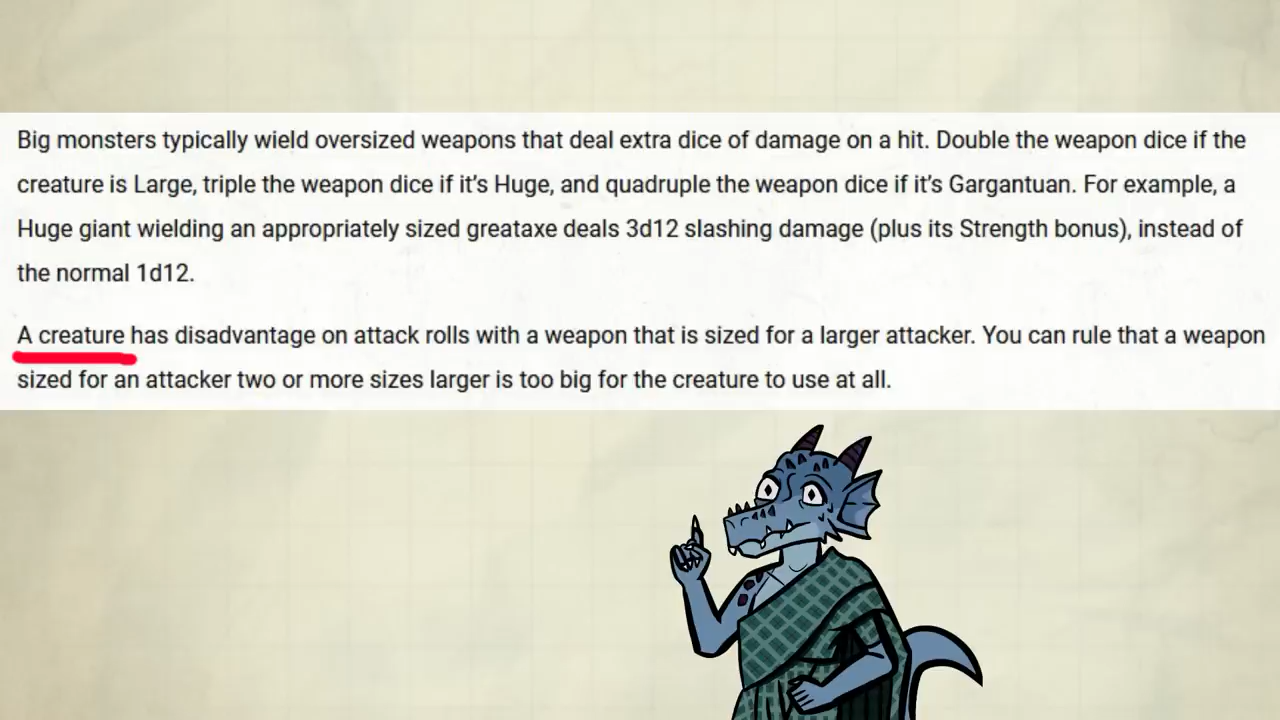 Big monsters typically wield oversized weapons that deal extra dice of damage on a hit. Double the weapon dice if the
creature is Large, triple the weapon dice if it’s Huge, and quadruple the weapon dice if it’s Gargantuan. For example, a
Huge giant wielding an appropriately sized greataxe deals 3d12 slashing damage (plus its Strength bonus), instead of
the normal 1d12.
A creature has disadvantage on attack rolls with a weapon that is sized for a larger attacker. You can rule that a weapon
sized for an attacker two or more sizes larger is too big for the creature to use at all.